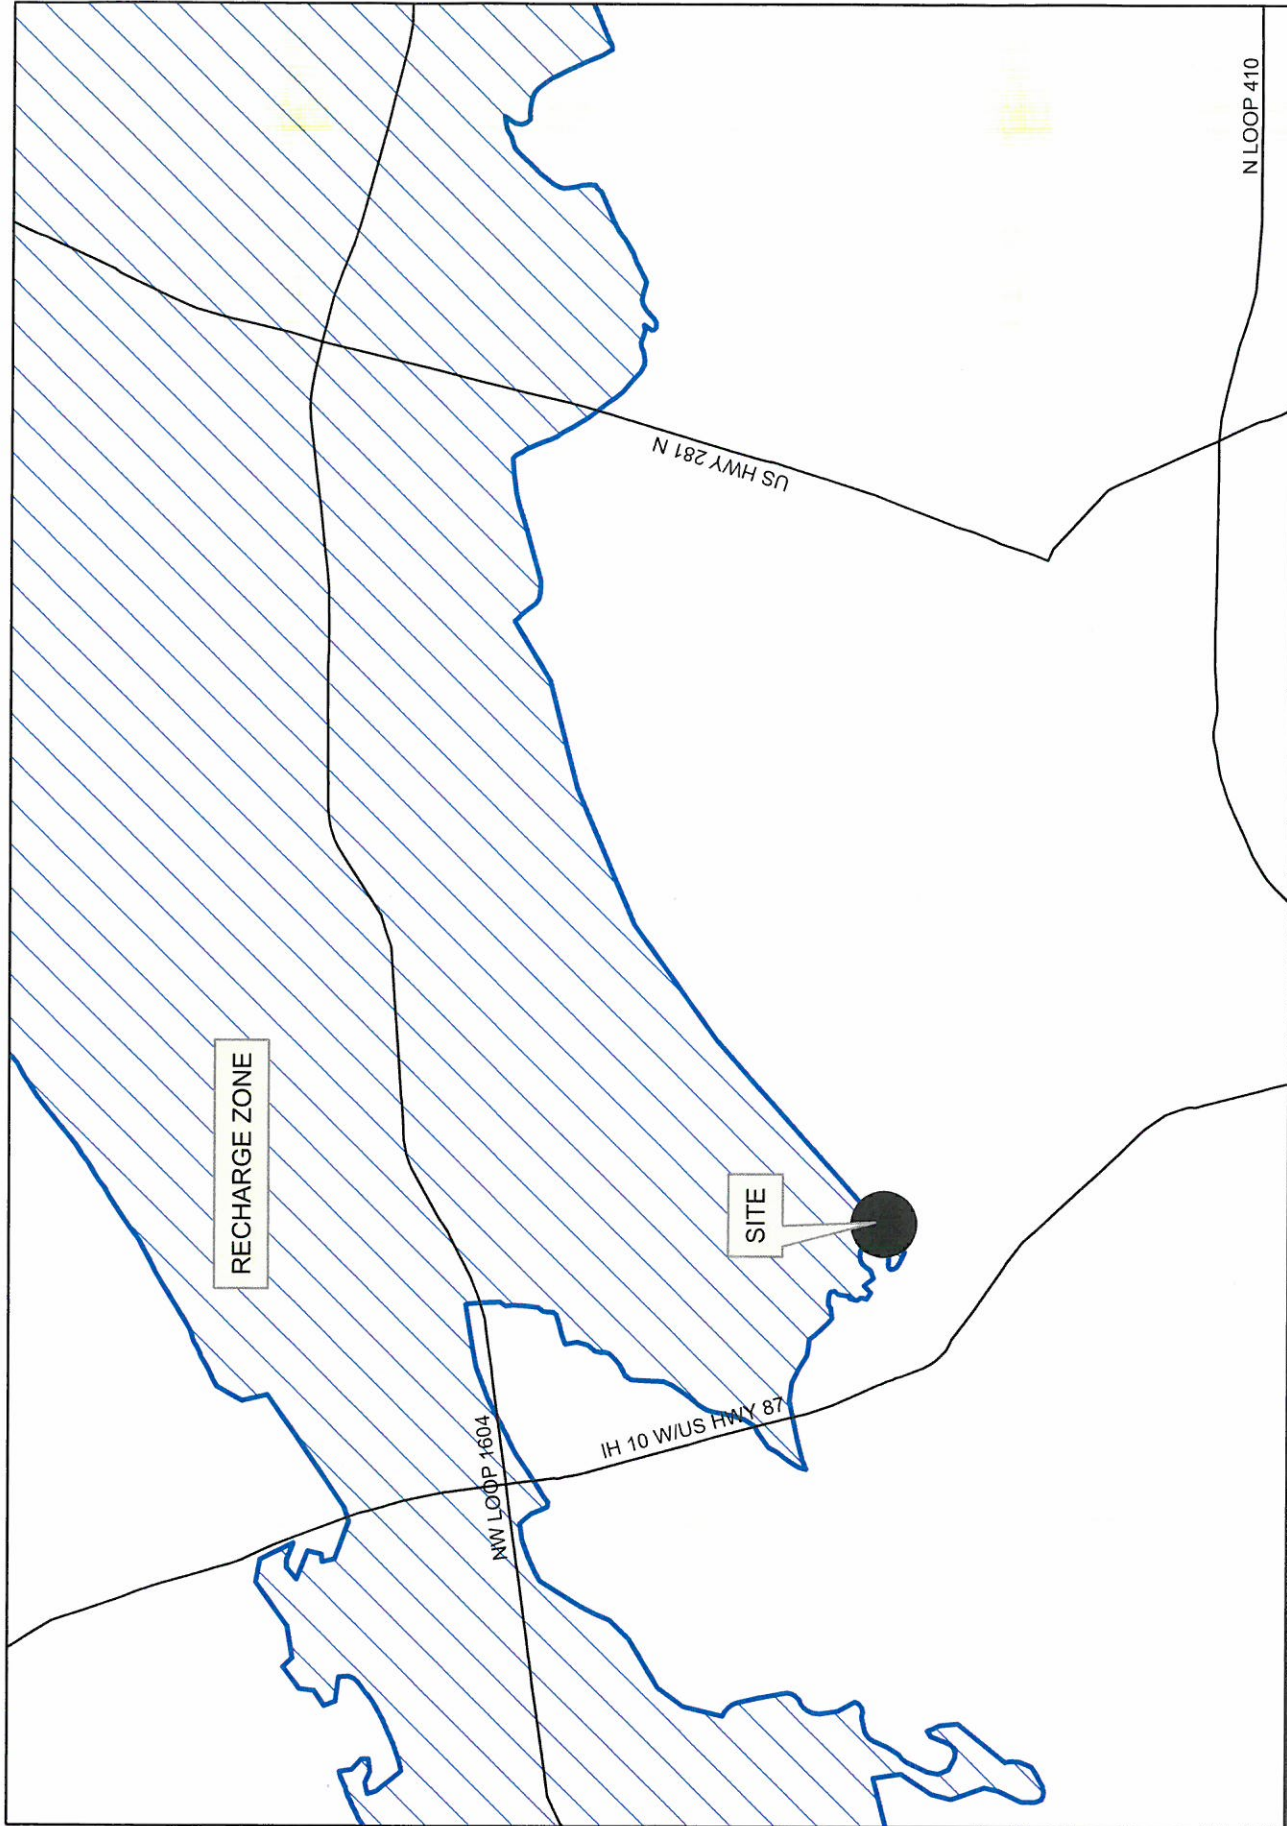 RECHARGE ZONE
NW LOOP 1604
IH 10 W/US HWY 87
SITE
US HWY 281 N
N LOOP 410